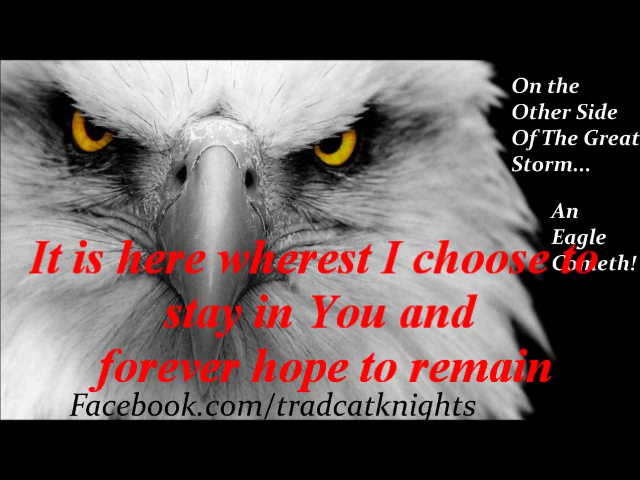 On the
Other Side
Of The Great
Storm...
An
Eagle
Cometh!
It is here wherest I choose to
stay in You and
forever hope to remain
Facebook.com/tradcatknights